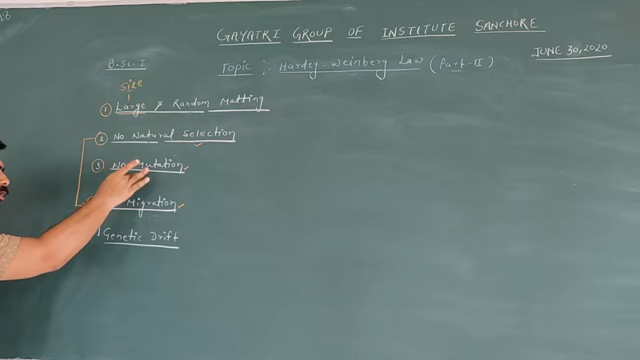 GAYATRI GROUP OF INSTITUTE SANCHORE
JUNE 30, 2020
B.Sc. I
Topic :- Hardey-Weinberg Law (Part-II)
Size
① Large & Random Matting
② No Natural Selection
③ No Mutation
Migration
Genetic Drift